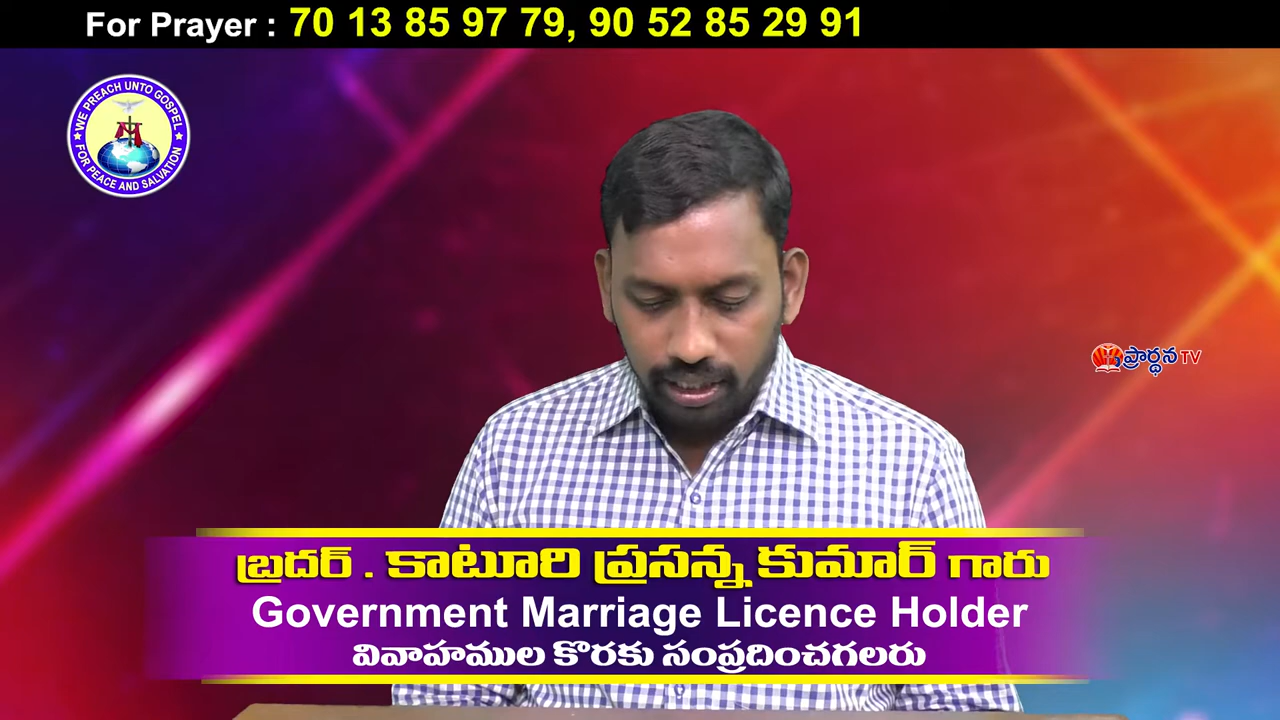 For Prayer : 70 13 85 97 79, 90 52 85 29 91
WE PREACH UNTO GOSPEL
FOR PEACE AND SALVATION
ప్రార్థన TV
బ్రదర్ . కాటూరి ప్రసన్న కుమార్ గారు
Government Marriage Licence Holder
వివాహముల కొరకు సంప్రదించగలరు